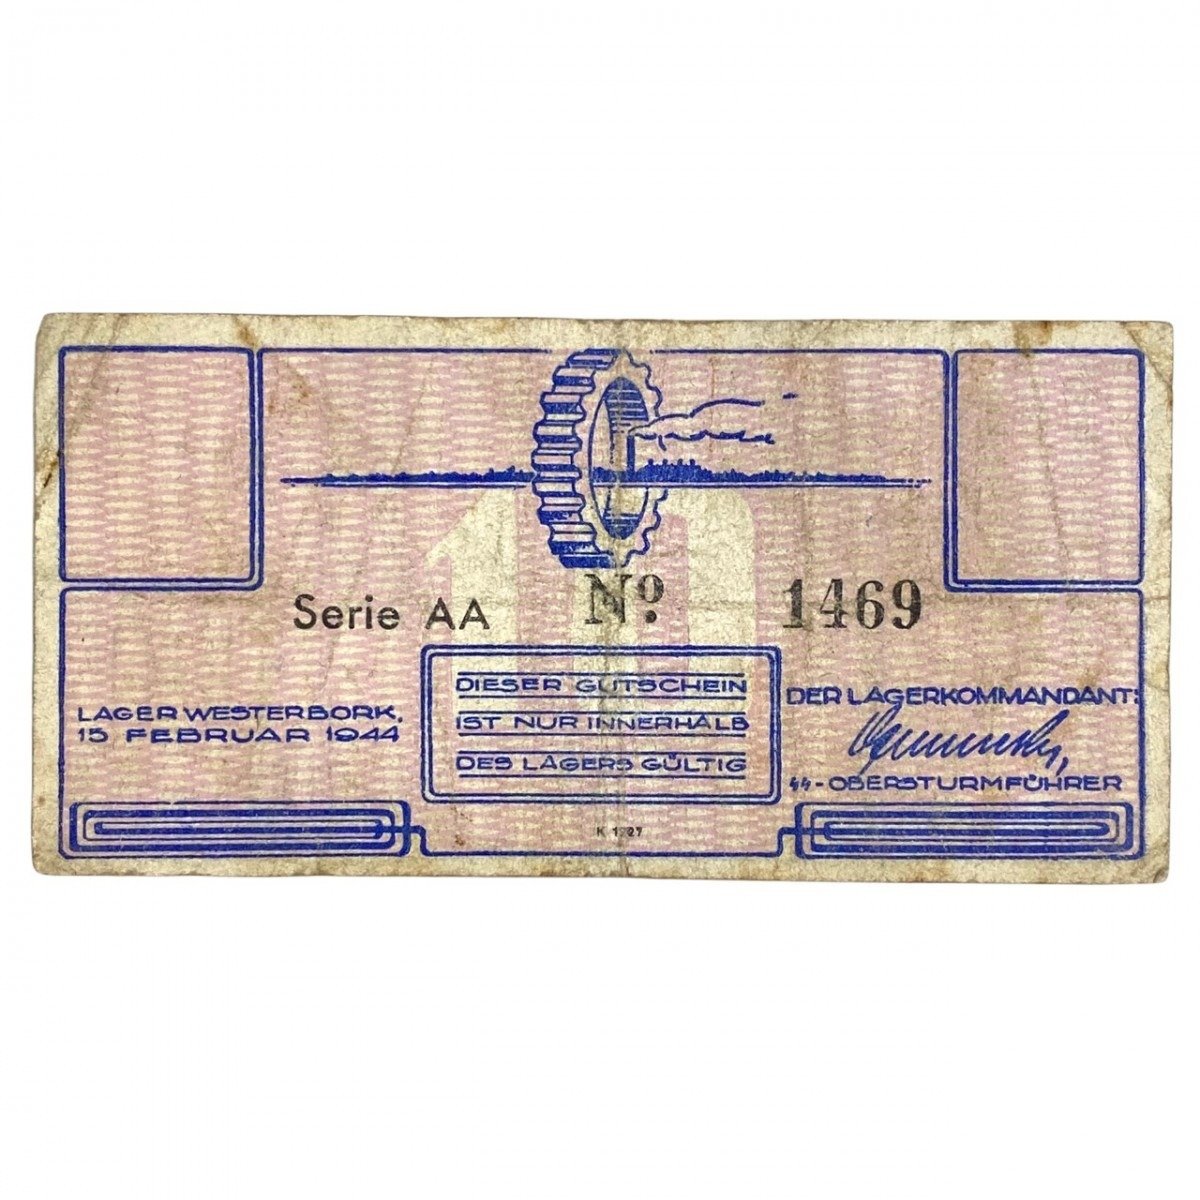 10
Serie AA Nº. 1469
LAGER WESTERBORK,
15 FEBRUAR 1944
DIESER GUTSCHEIN
IST NUR INNERHALB
DES LAGERS GÜLTIG
DER LAGERKOMMANDANT:
SS-OBERSTURMFÜHRER